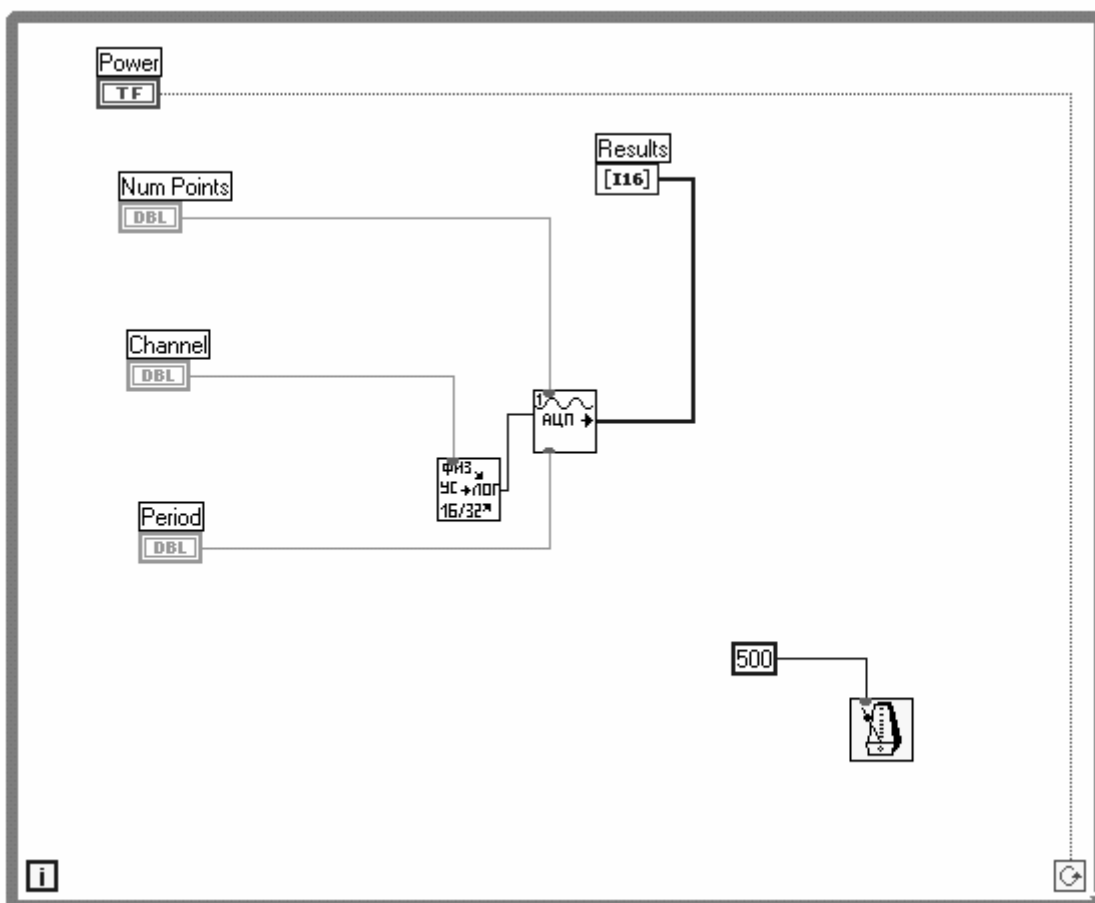 Power
TF
Results
[I16]
Num Points
DBL
Channel
DBL
1
АЦП
ФИЗ
УС ЛОГ
16/32
Period
DBL
500
i